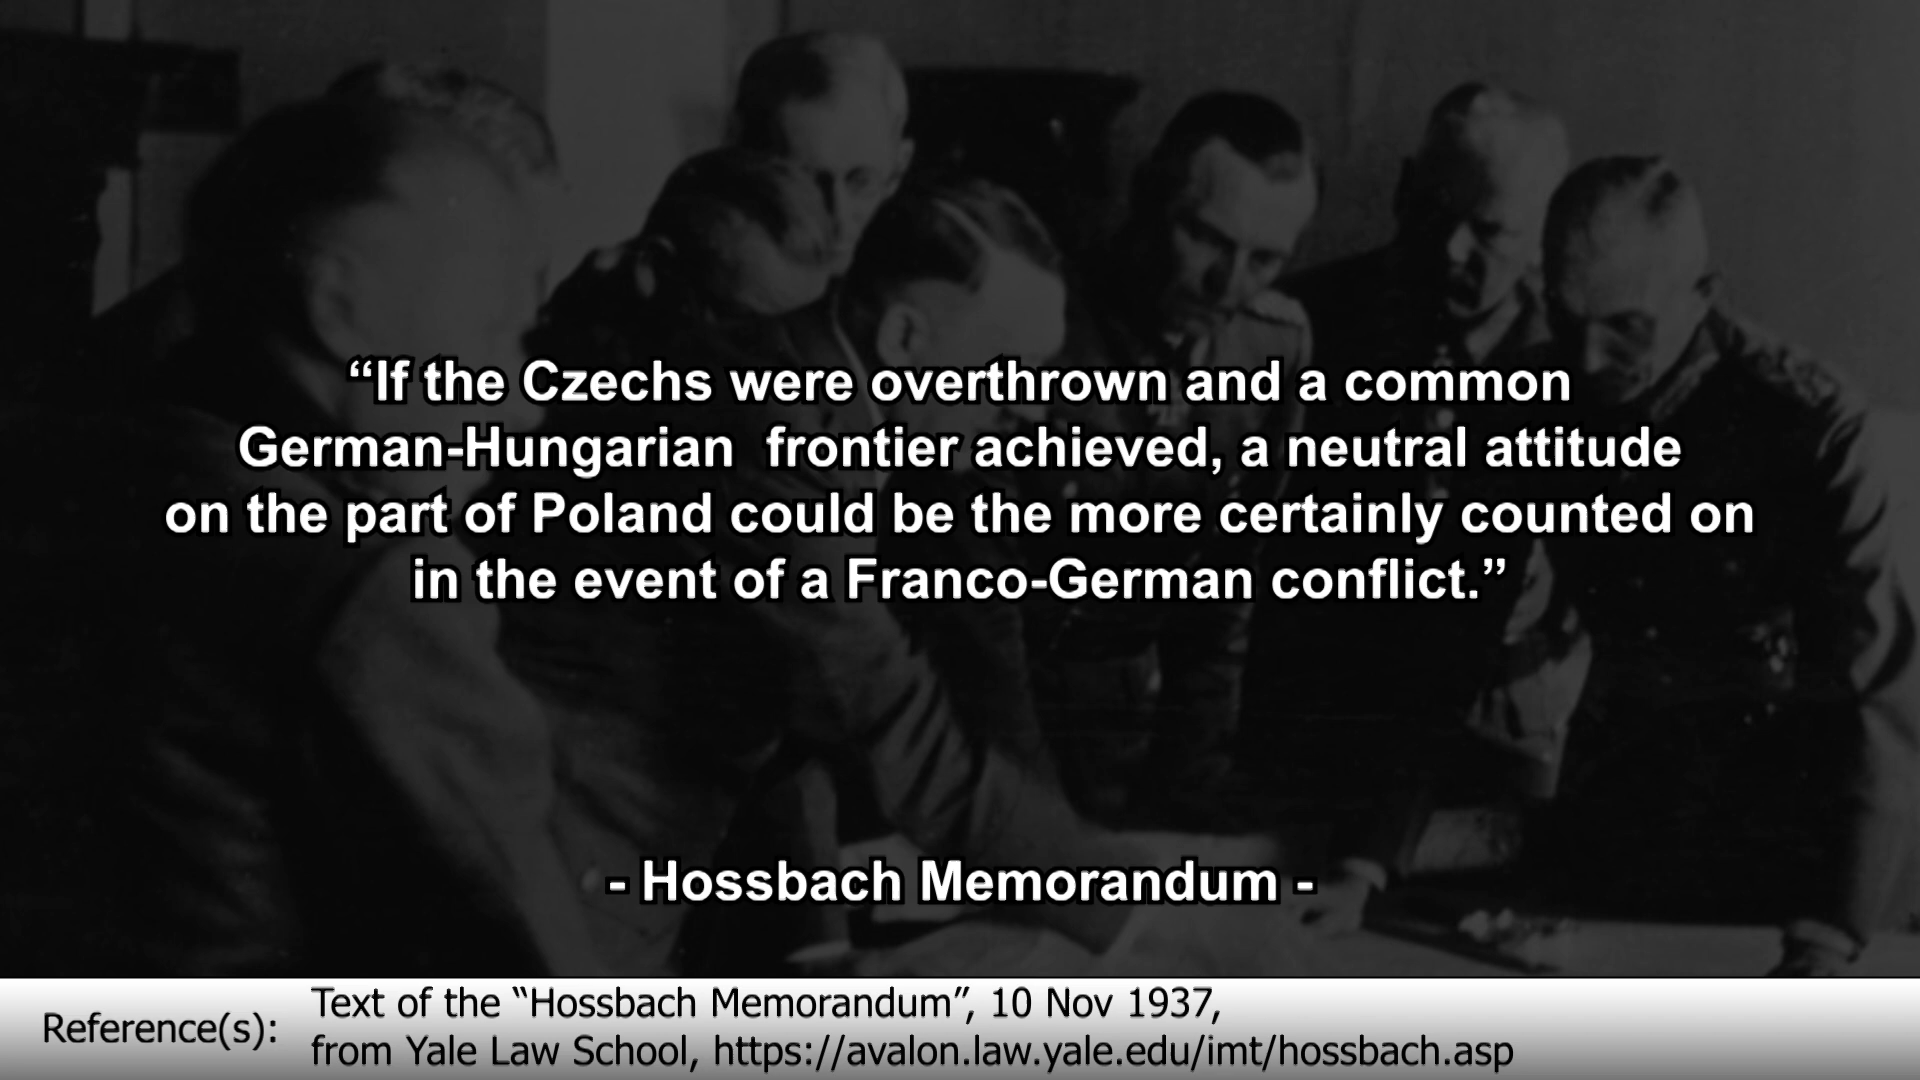 “If the Czechs were overthrown and a common
German-Hungarian  frontier achieved, a neutral attitude
on the part of Poland could be the more certainly counted on
in the event of a Franco-German conflict.”
- Hossbach Memorandum -
Reference(s):
Text of the “Hossbach Memorandum”, 10 Nov 1937,
from Yale Law School, https://avalon.law.yale.edu/imt/hossbach.asp